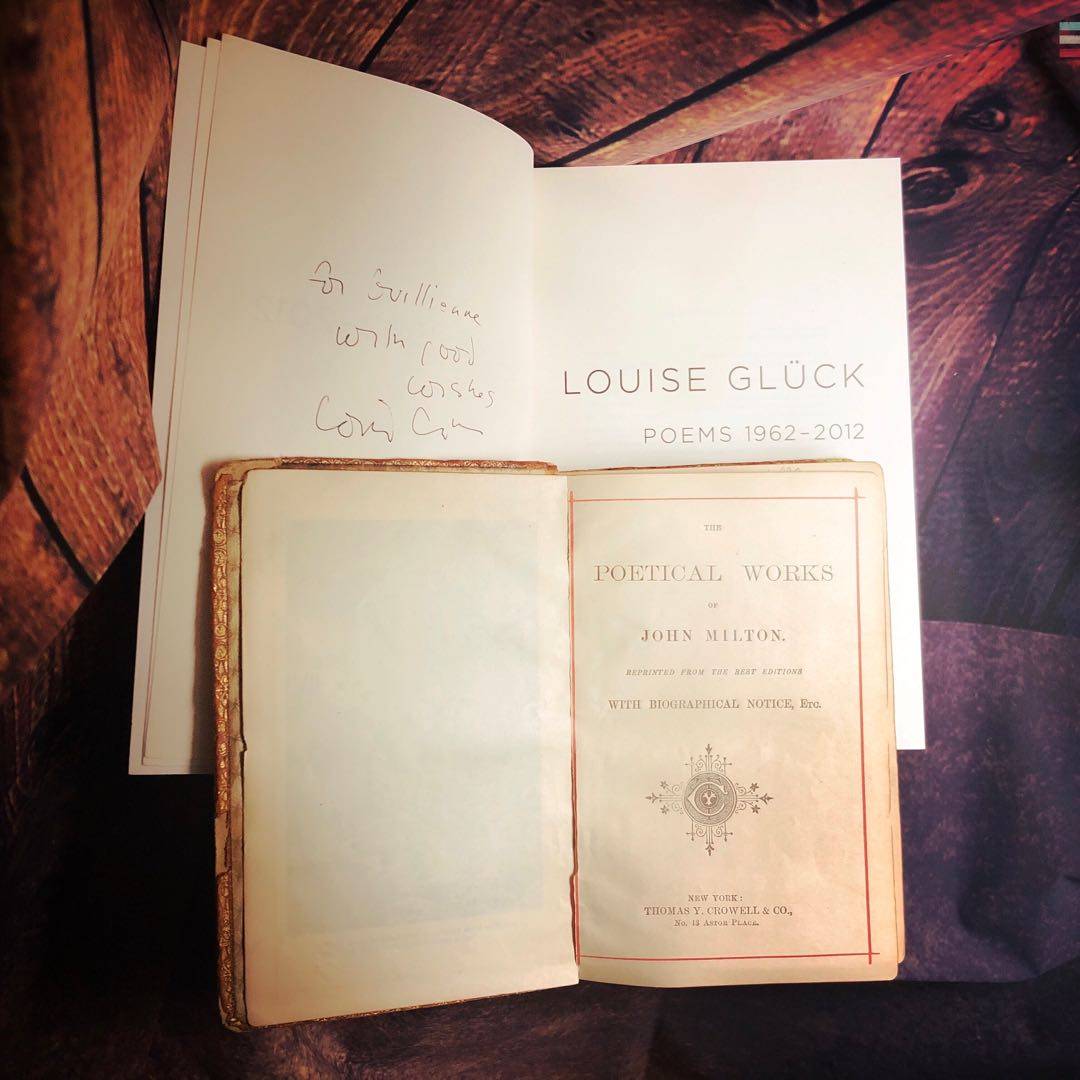 for Guillienne
with good
wishes
LOUISE GLÜCK
POEMS 1962–2012
THE
POETICAL WORKS
OF
JOHN MILTON.
REPRINTED FROM THE BEST EDITIONS
WITH BIOGRAPHICAL NOTICE, Etc.
C
NEW YORK:
THOMAS Y. CROWELL & CO.,
No. 13 Astor Place.